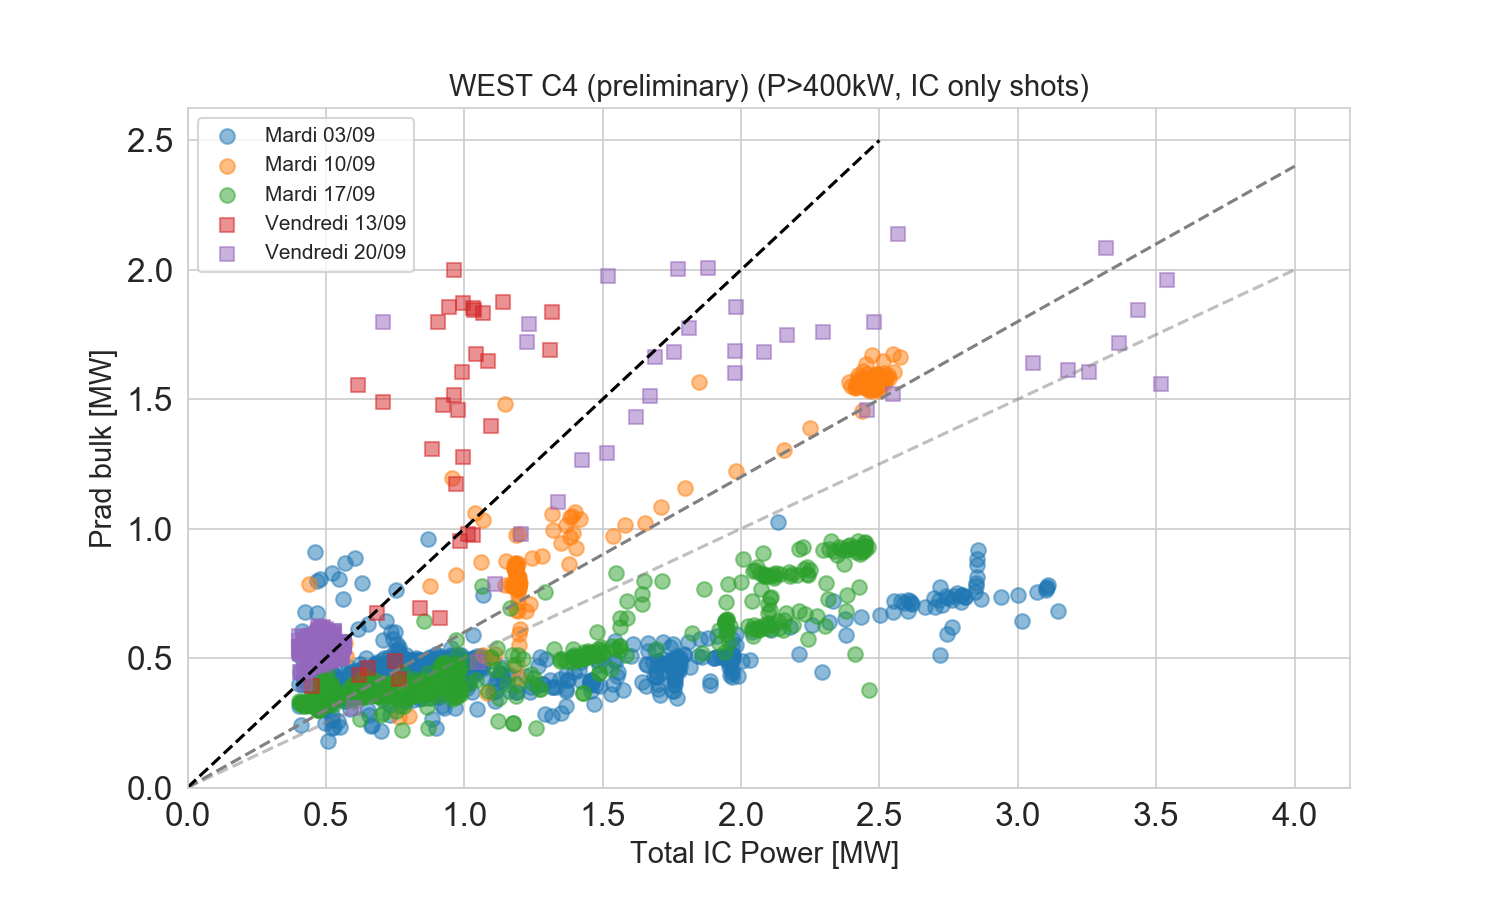 WEST C4 (preliminary) (P>400kW, IC only shots)
Mardi 03/09
Mardi 10/09
Mardi 17/09
Vendredi 13/09
Vendredi 20/09
Prad bulk [MW]
2.5
2.0
1.5
1.0
0.5
0.0
0.0 0.5 1.0 1.5 2.0 2.5 3.0 3.5 4.0
Total IC Power [MW]